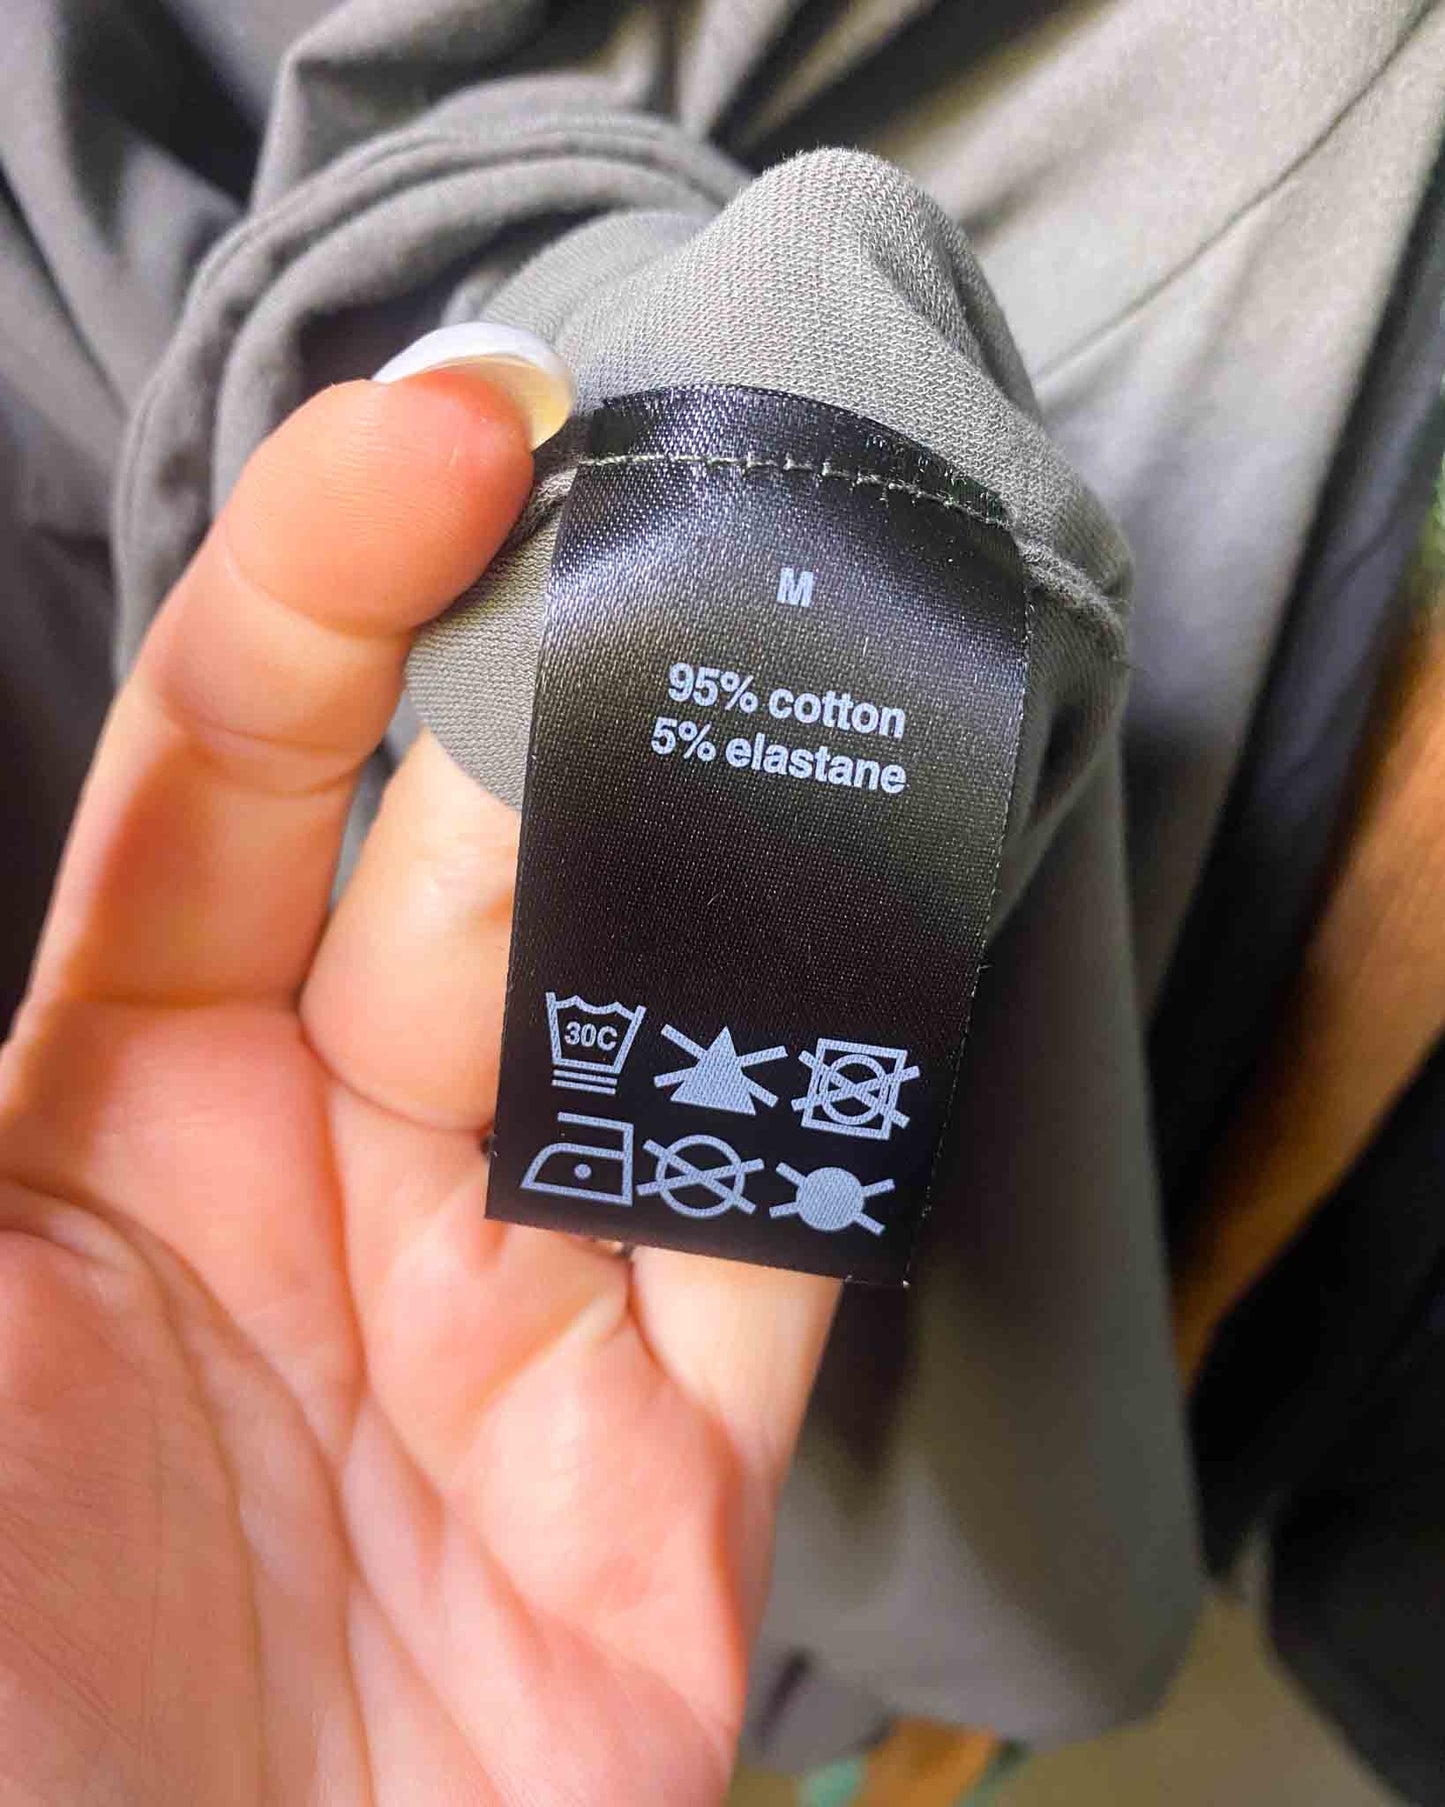 M
95% cotton
5% elastane
30C